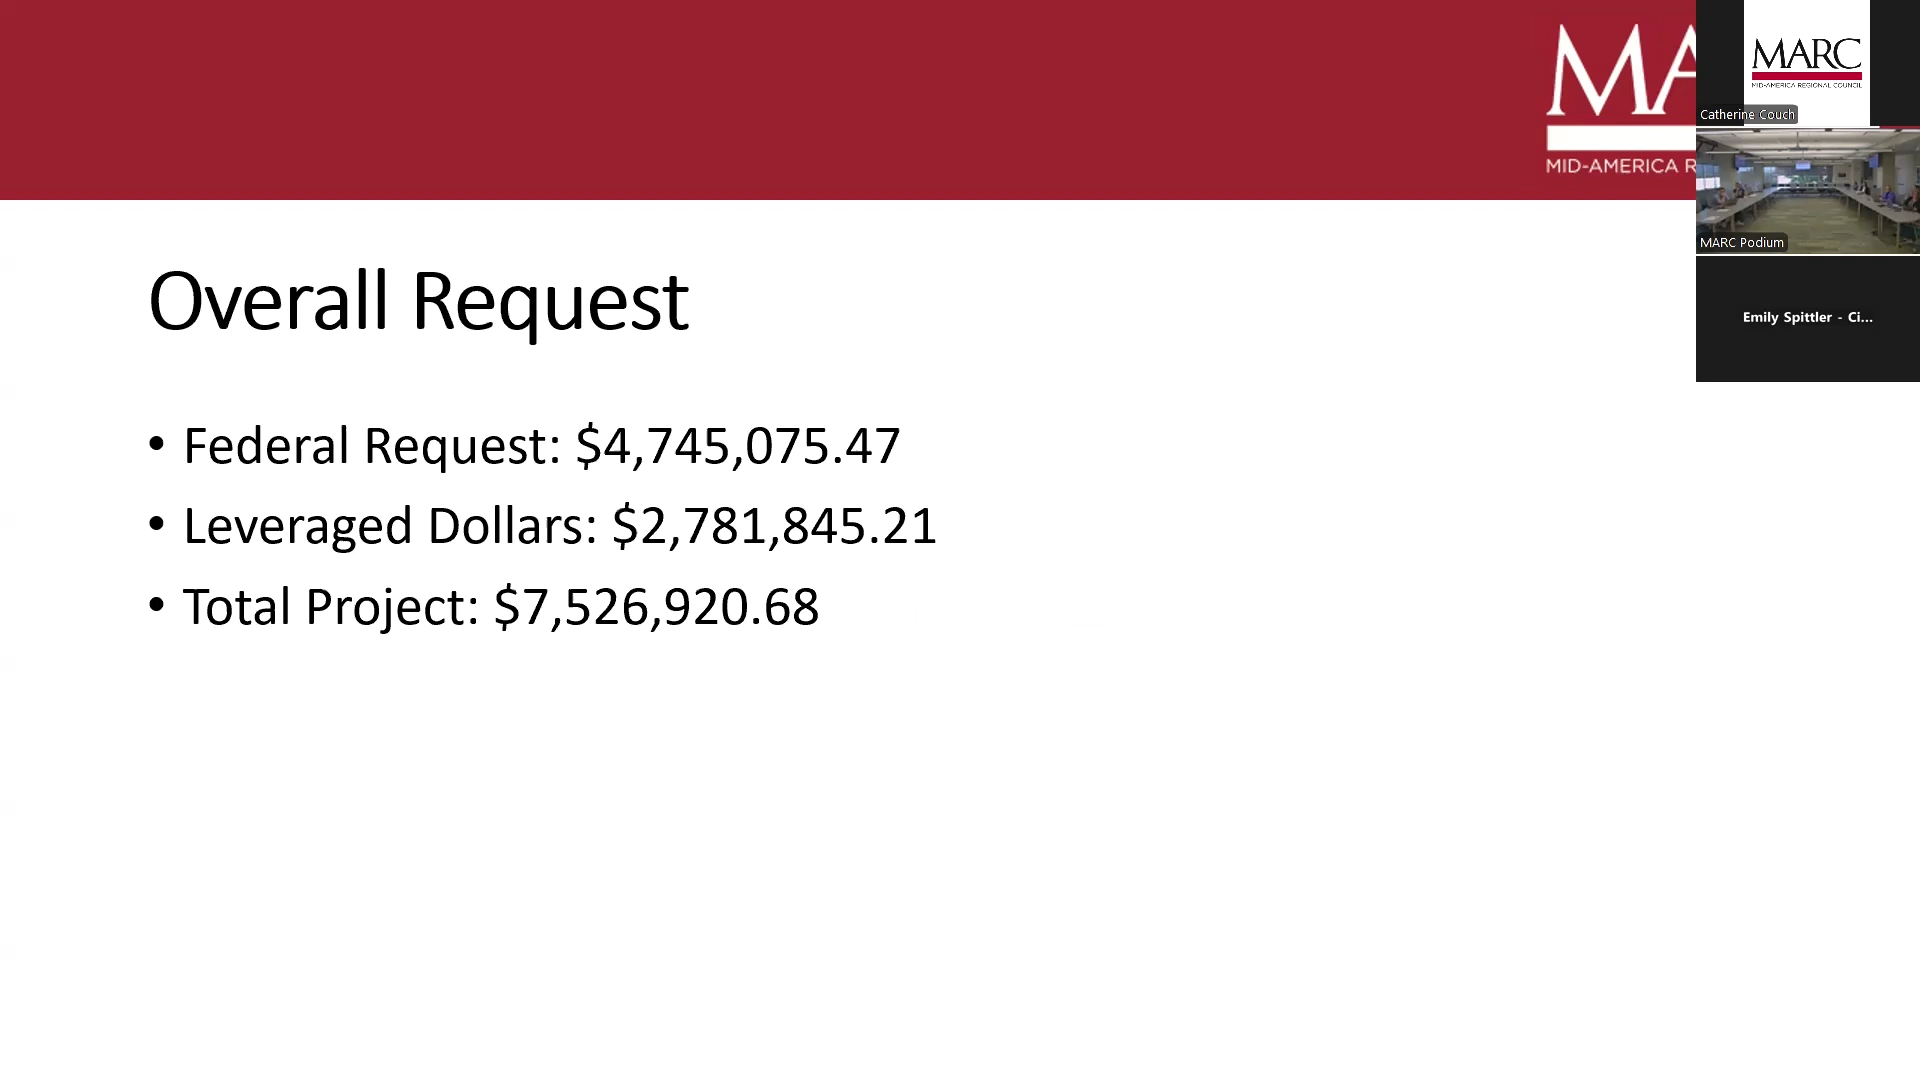 MA
MID-AMERICA R
MARC
MID-AMERICA REGIONAL COUNCIL
Catherine Couch
MARC Podium
Emily Spittler - Ci...
Overall Request
• Federal Request: $4,745,075.47
• Leveraged Dollars: $2,781,845.21
• Total Project: $7,526,920.68